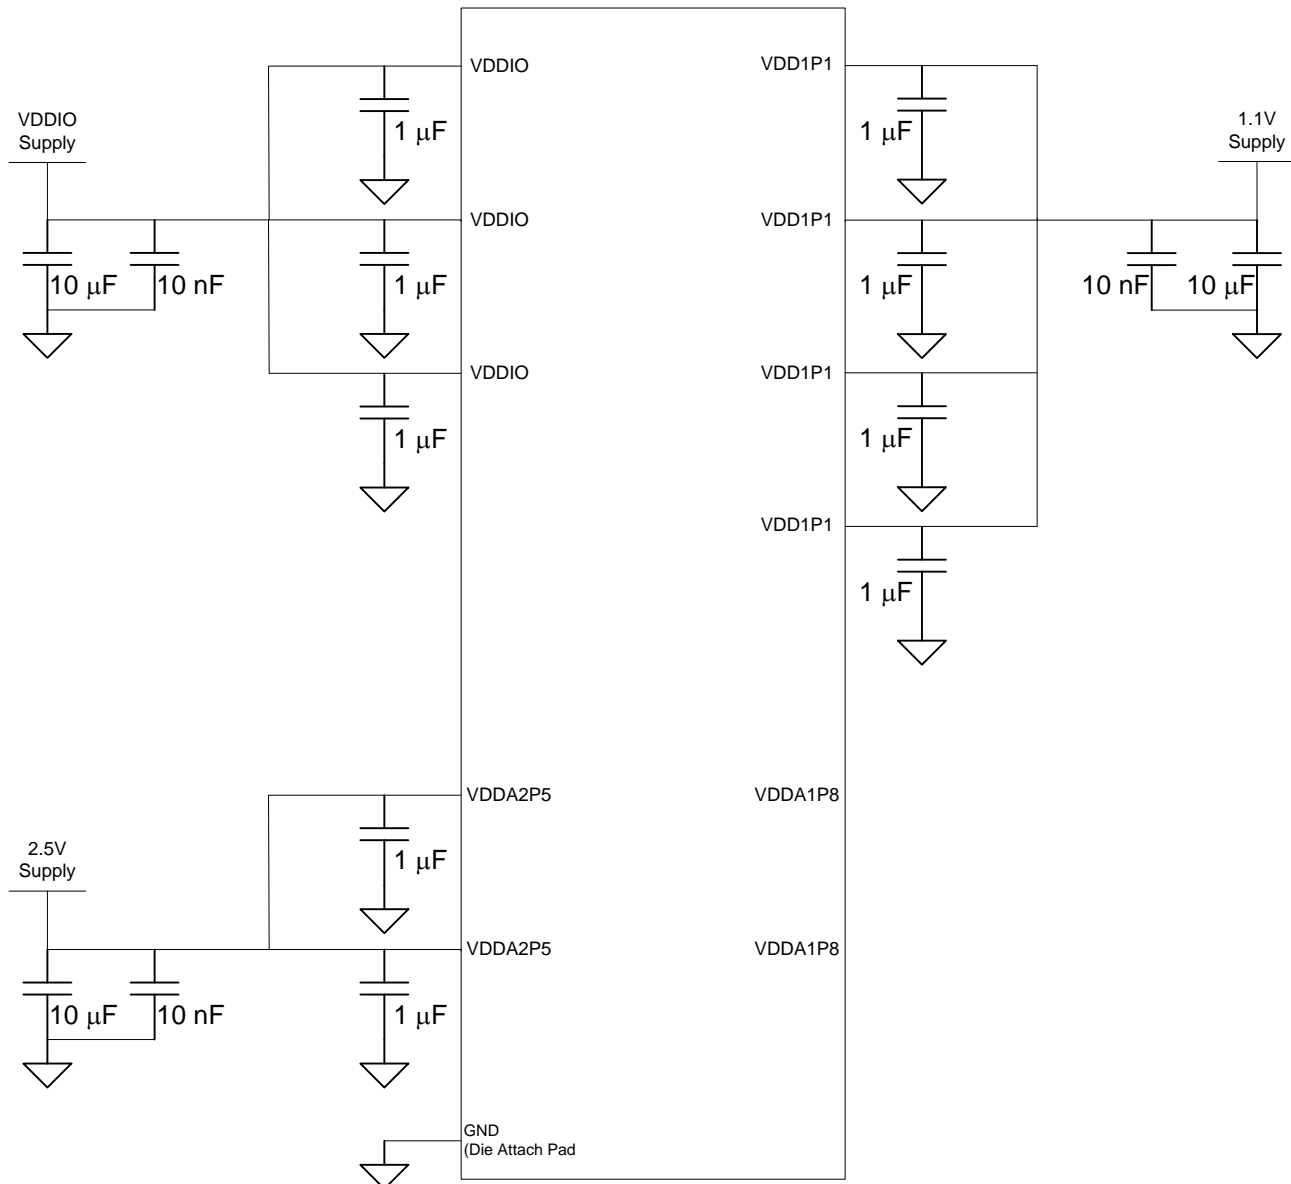 VDDIO
VDD1P1
VDDIO
Supply
1 μF
1 μF
1.1V
Supply
VDDIO
VDD1P1
10 μF
10 nF
1 μF
1 μF
10 nF
10 μF
VDDIO
VDD1P1
1 μF
1 μF
VDD1P1
1 μF
VDDA2P5
VDDA1P8
2.5V
Supply
1 μF
VDDA2P5
VDDA1P8
10 μF
10 nF
1 μF
GND
(Die Attach Pad